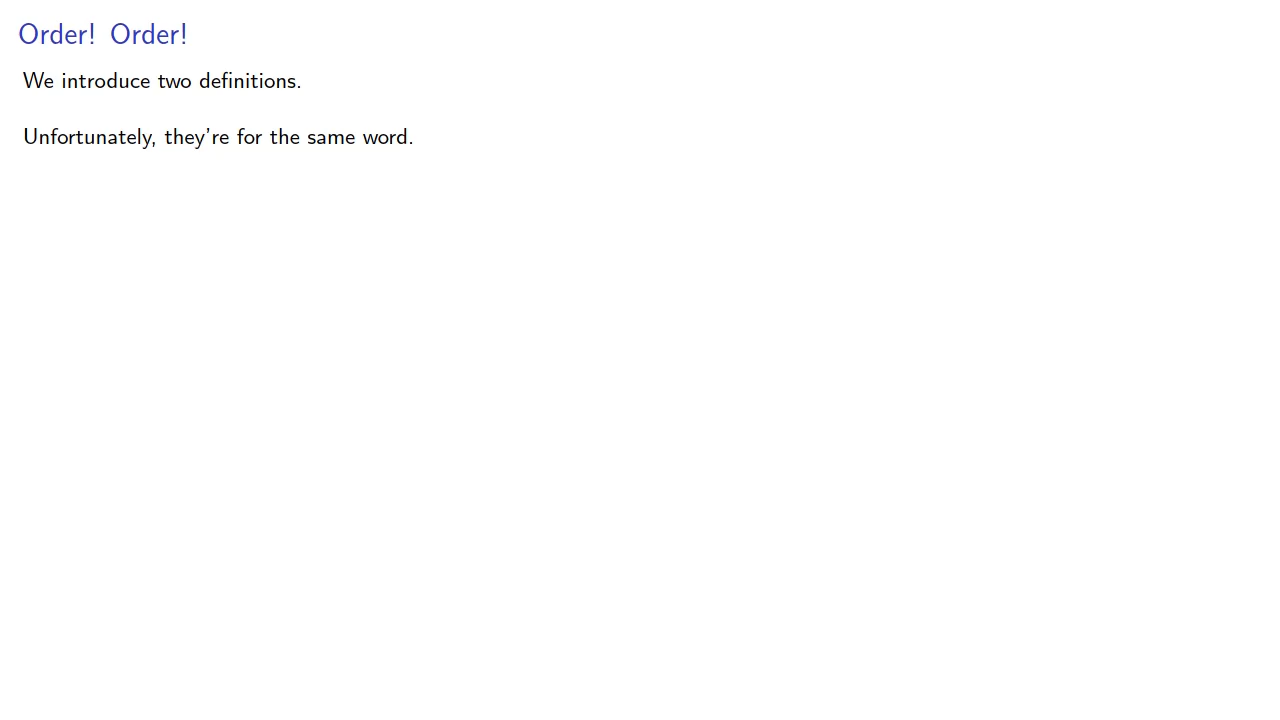 Order! Order!
We introduce two definitions.
Unfortunately, they're for the same word.